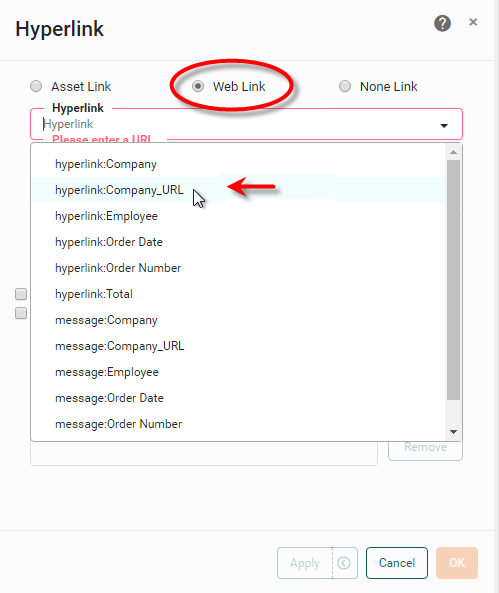 Hyperlink
Asset Link Web Link None Link
Hyperlink
Hyperlink
Please enter a URL
hyperlink:Company
hyperlink:Company_URL
hyperlink:Employee
hyperlink:Order Date
hyperlink:Order Number
hyperlink:Total
message:Company
message:Company_URL
message:Employee
message:Order Date
message:Order Number
Remove
Apply Cancel OK